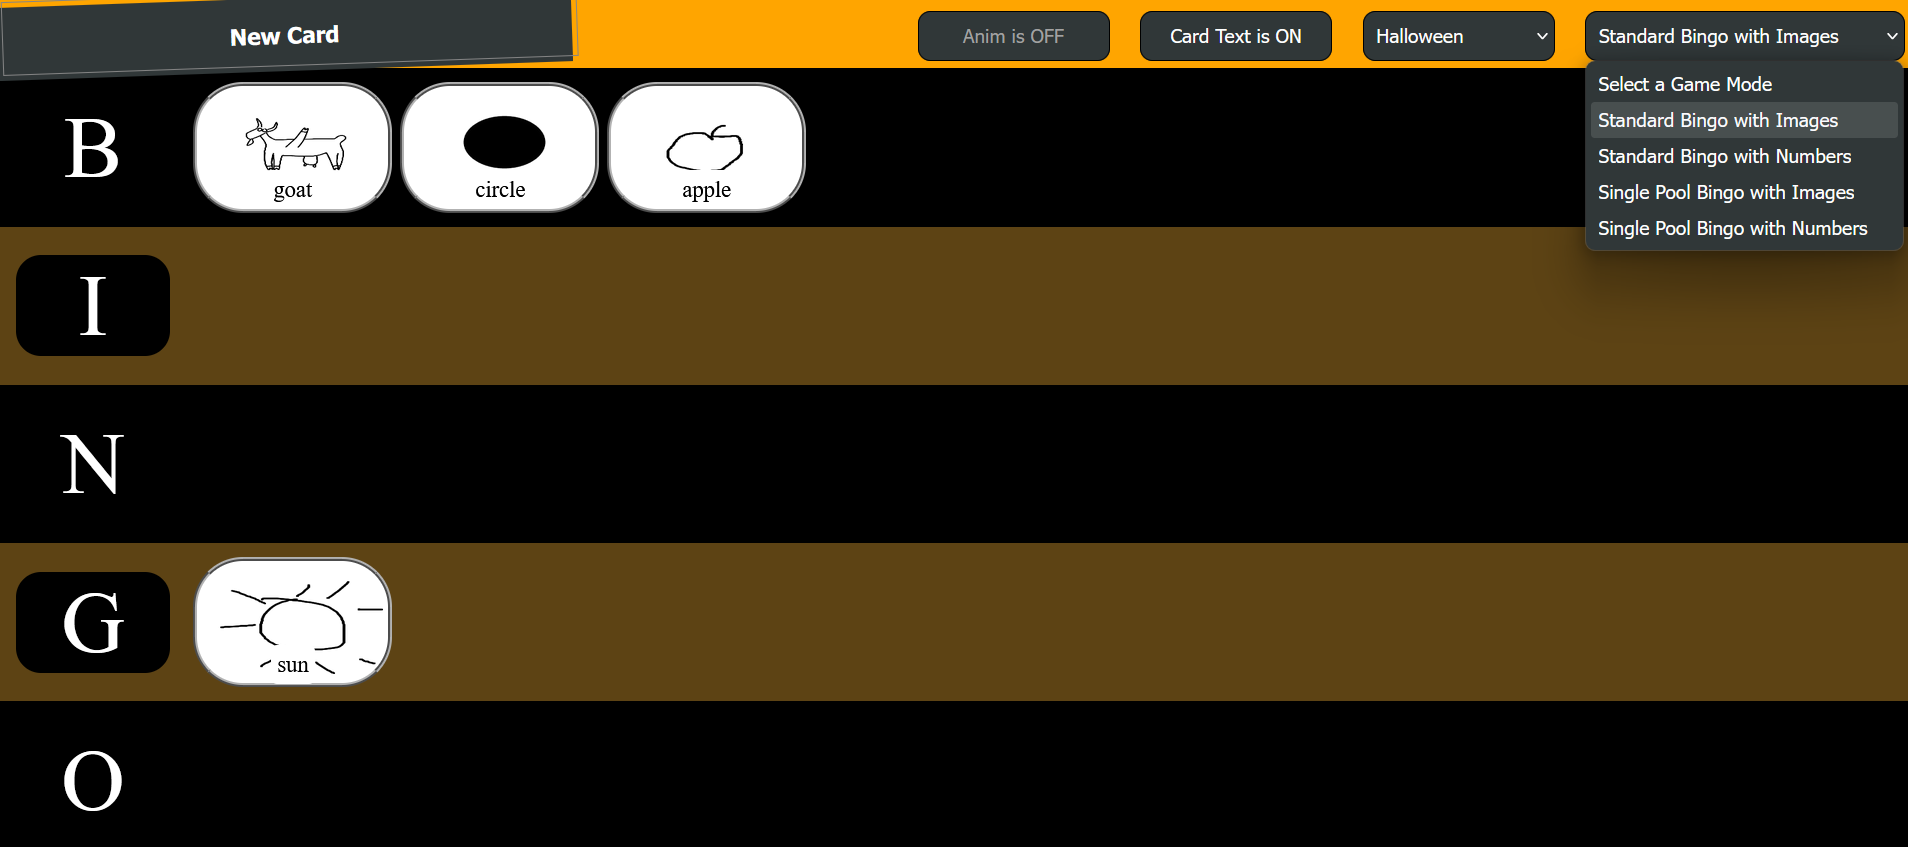 New Card
Anim is OFF
Card Text is ON
Halloween
Standard Bingo with Images
Select a Game Mode
Standard Bingo with Images
Standard Bingo with Numbers
Single Pool Bingo with Images
Single Pool Bingo with Numbers
B
goat
circle
apple
I
N
G
sun
O